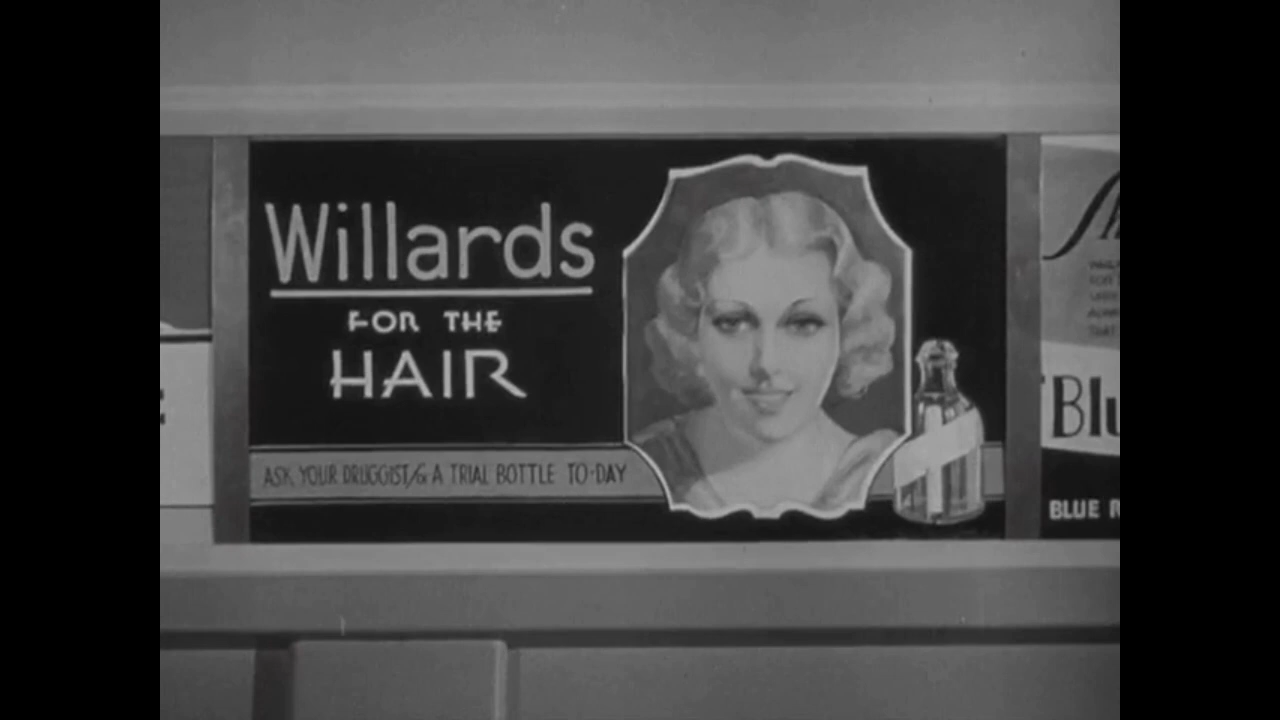 Willards
FOR THE
HAIR
ASK YOUR DRUGGIST for A TRIAL BOTTLE TO-DAY
Blu
BLUE R